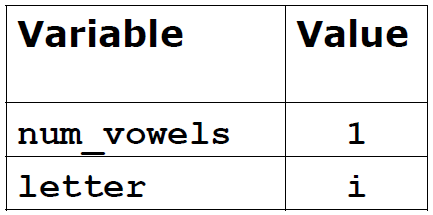 Variable Value
num_vowels 1
letter i